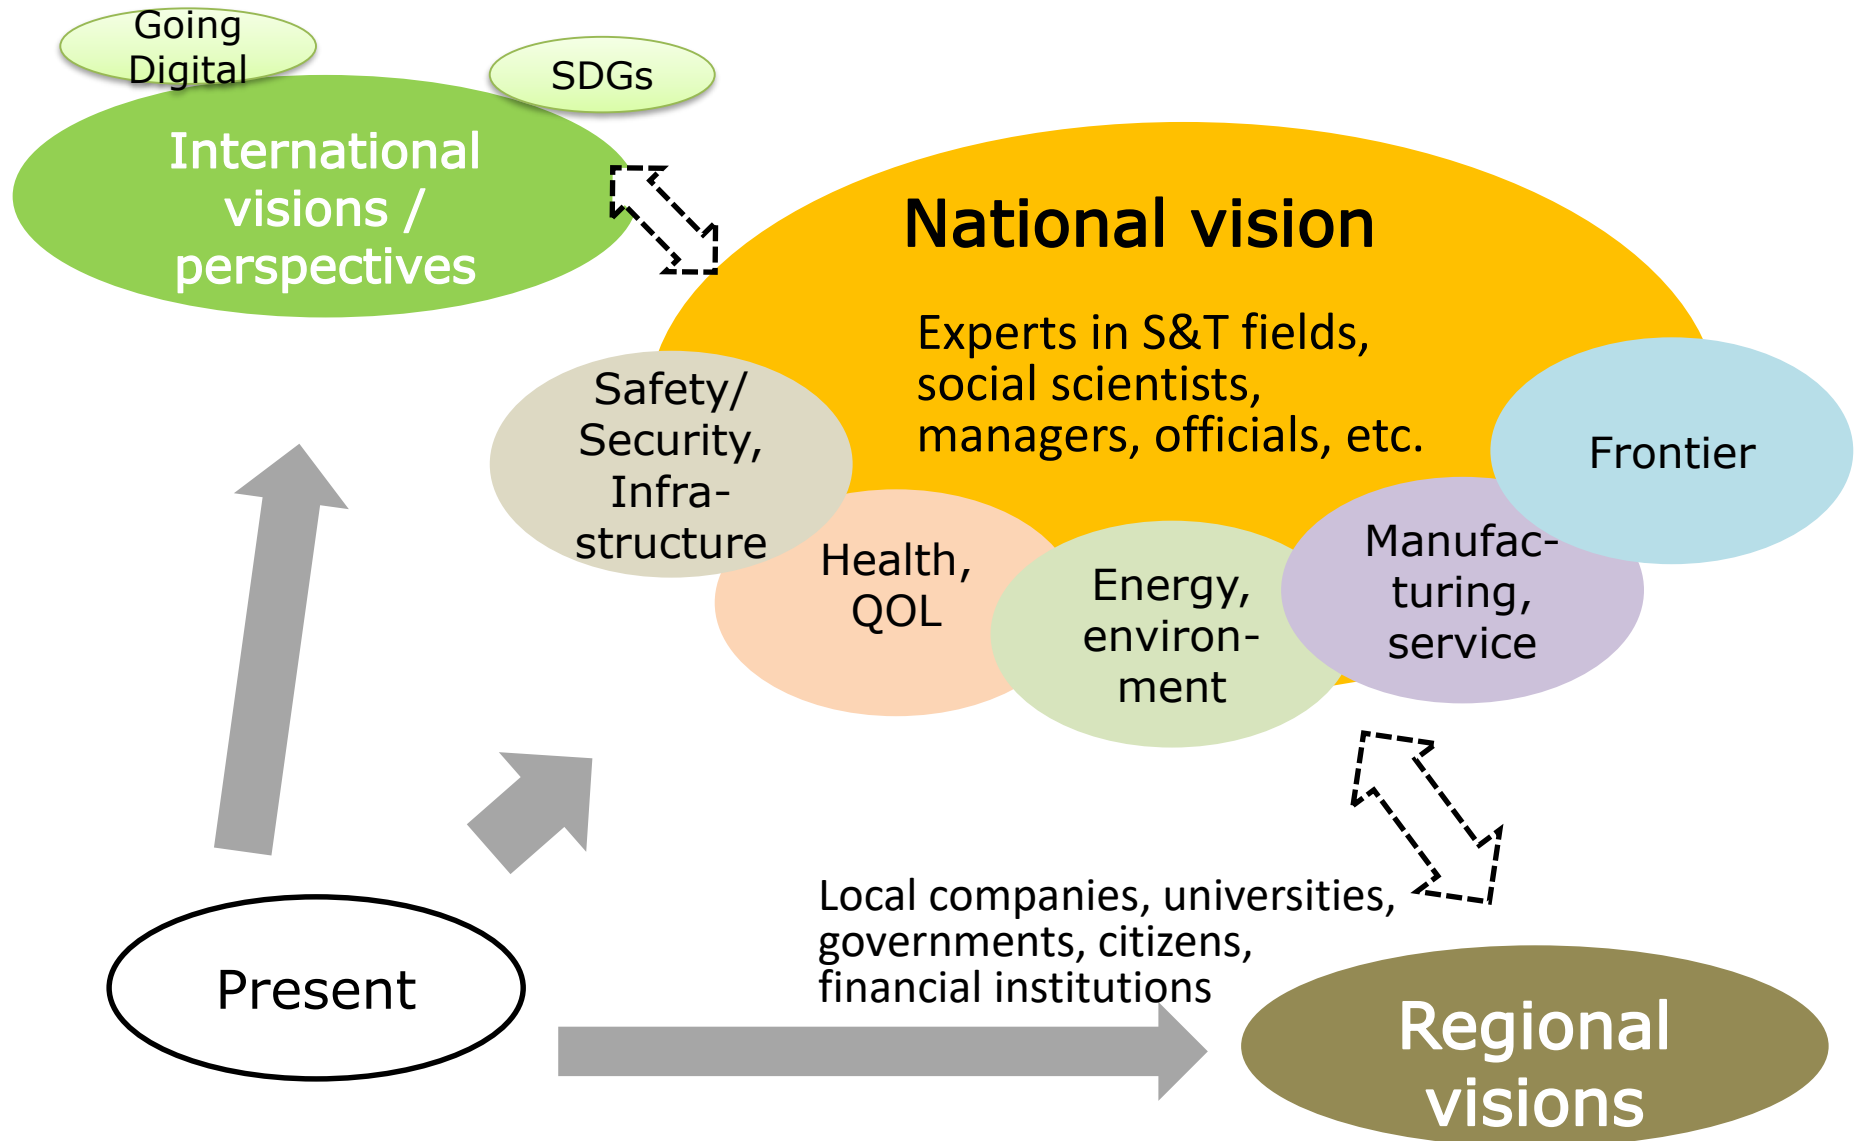 Going
Digital
SDGs
International
visions /
perspectives
National vision
Experts in S&T fields,
social scientists,
managers, officials, etc.
Safety/
Security,
Infra-
structure
Health,
QOL
Energy,
environ-
ment
Manufac-
turing,
service
Frontier
Local companies, universities,
governments, citizens,
financial institutions
Present
Regional
visions